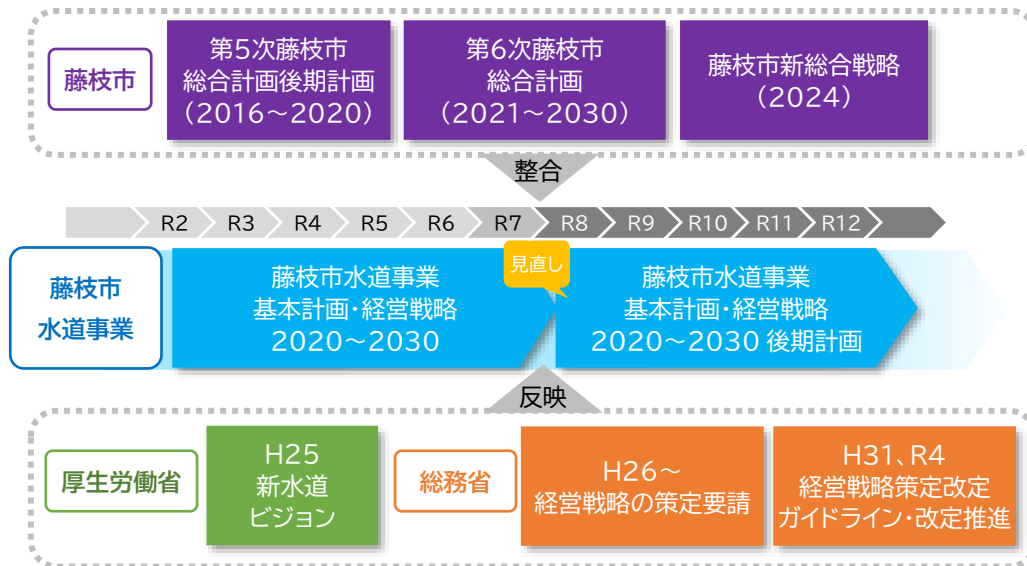 藤枝市
第5次藤枝市
総合計画後期計画
(2016～2020)
第6次藤枝市
総合計画
(2021～2030)
藤枝市新総合戦略
(2024)
整合
R2
R3
R4
R5
R6
R7
R8
R9
R10
R11
R12
藤枝市
水道事業
藤枝市水道事業
基本計画・経営戦略
2020～2030
見直し
藤枝市水道事業
基本計画・経営戦略
2020～2030 後期計画
反映
厚生労働省
H25
新水道
ビジョン
総務省
H26～
経営戦略の策定要請
H31、R4
経営戦略策定改定
ガイドライン・改定推進